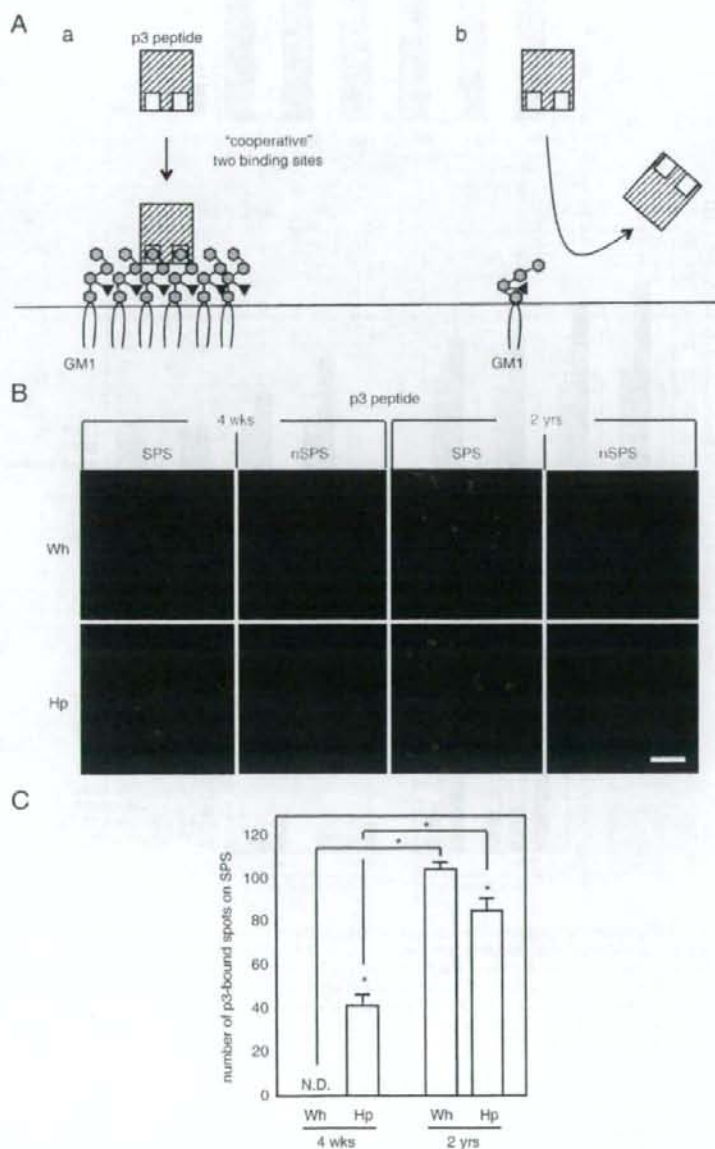 A
a
b
p3 peptide
"cooperative"
two binding sites
GM1
GM1
B
p3 peptide
4 wks
2 yrs
SPS
nSPS
SPS
nSPS
Wh
Hp
C
number of p3-bound spots on SPS
120
100
80
60
40
20
0
*
*
*
*
N.D.
Wh
Hp
Wh
Hp
4 wks
2 yrs